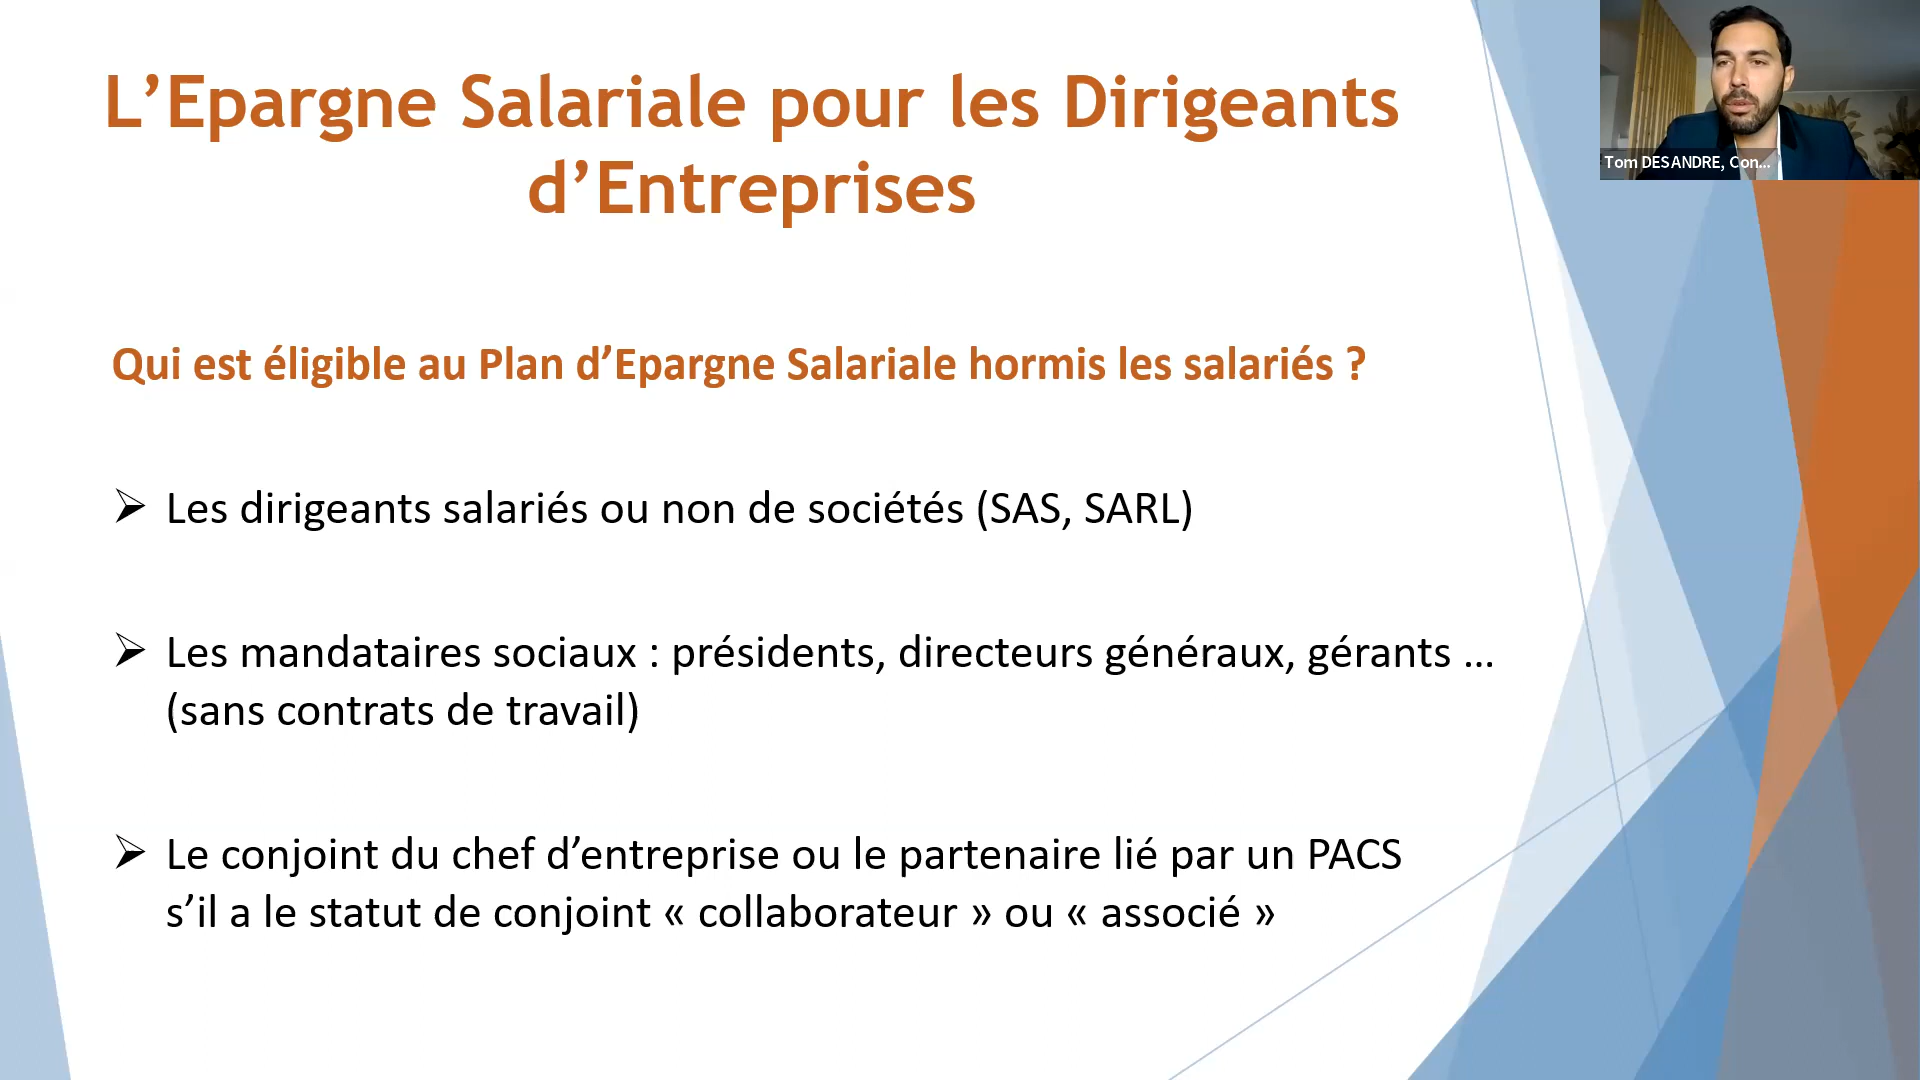 L’Epargne Salariale pour les Dirigeants
d’Entreprises
Tom DESANDRE, Con...
Qui est éligible au Plan d’Epargne Salariale hormis les salariés ?
➢ Les dirigeants salariés ou non de sociétés (SAS, SARL)
➢ Les mandataires sociaux : présidents, directeurs généraux, gérants …
(sans contrats de travail)
➢ Le conjoint du chef d’entreprise ou le partenaire lié par un PACS
s’il a le statut de conjoint « collaborateur » ou « associé »